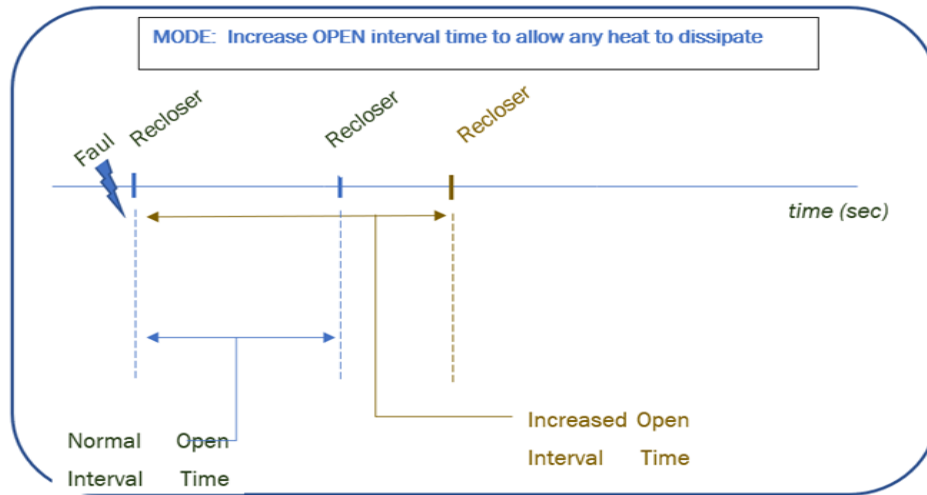 MODE: Increase OPEN interval time to allow any heat to dissipate
Faul
Recloser
Recloser
Recloser
time (sec)
Normal Open
Interval Time
Increased Open
Interval Time